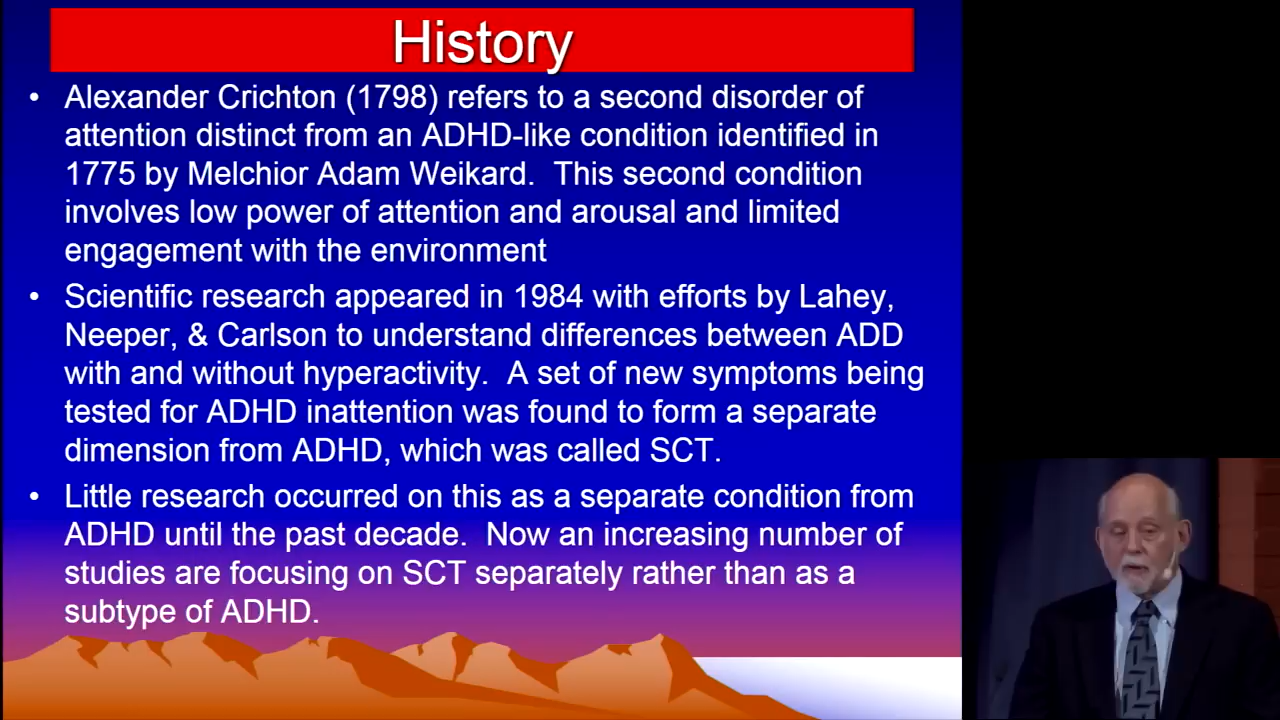 History
• Alexander Crichton (1798) refers to a second disorder of
attention distinct from an ADHD-like condition identified in
1775 by Melchior Adam Weikard.  This second condition
involves low power of attention and arousal and limited
engagement with the environment
• Scientific research appeared in 1984 with efforts by Lahey,
Neeper, & Carlson to understand differences between ADD
with and without hyperactivity.  A set of new symptoms being
tested for ADHD inattention was found to form a separate
dimension from ADHD, which was called SCT.
• Little research occurred on this as a separate condition from
ADHD until the past decade.  Now an increasing number of
studies are focusing on SCT separately rather than as a
subtype of ADHD.